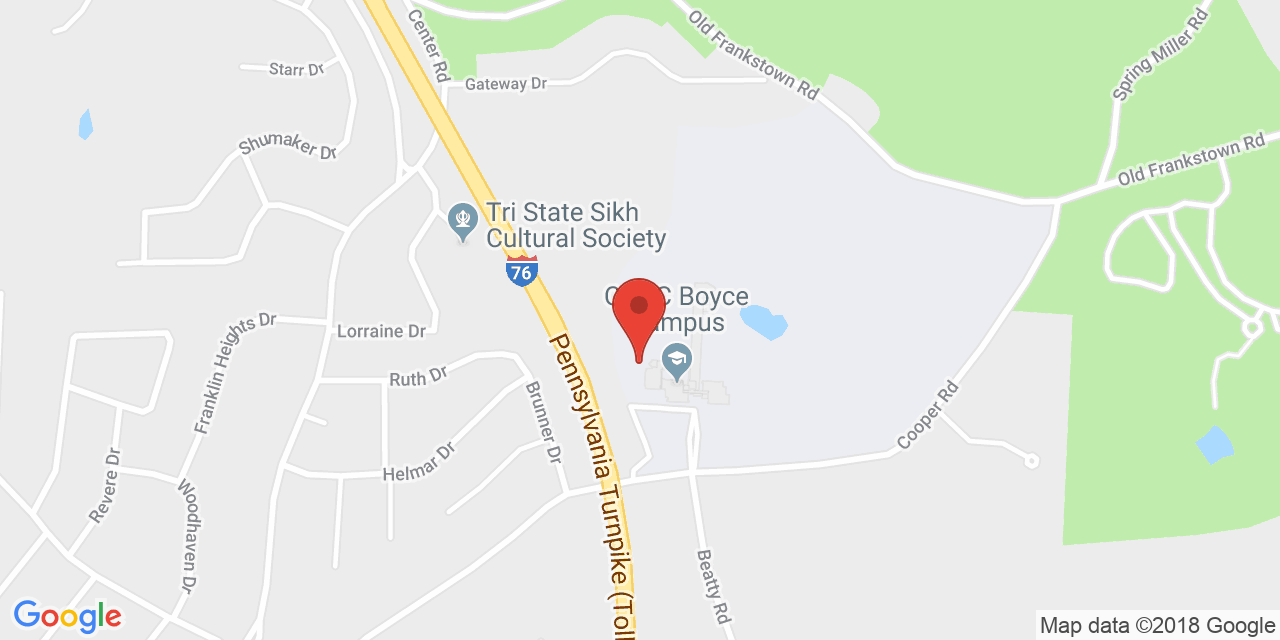 Center Rd
Old Frankstown Rd
Spring Miller Rd
Starr Dr
Gateway Dr
Shumaker Dr
Old Frankstown Rd
Tri State Sikh
Cultural Society
76
C Boyce
mpus
Franklin Heights Dr
Lorraine Dr
Pennsylvania Turnpike (Toll
Ruth Dr
Brunner Dr
Cooper Rd
Helmar Dr
Revere Dr
Woodhaven Dr
Beatty Rd
Google
Map data ©2018 Google